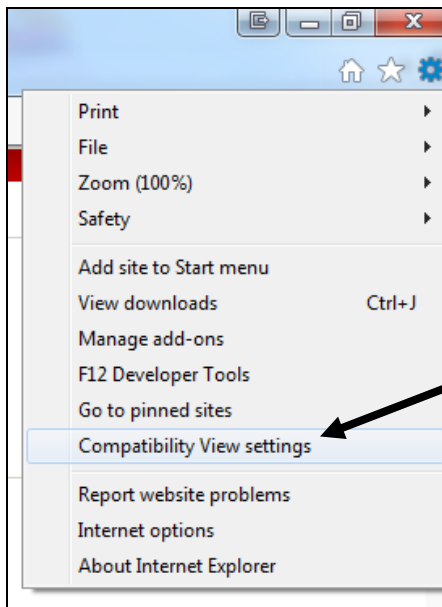 Print
File
Zoom (100%)
Safety
Add site to Start menu
View downloads Ctrl+J
Manage add-ons
F12 Developer Tools
Go to pinned sites
Compatibility View settings
Report website problems
Internet options
About Internet Explorer